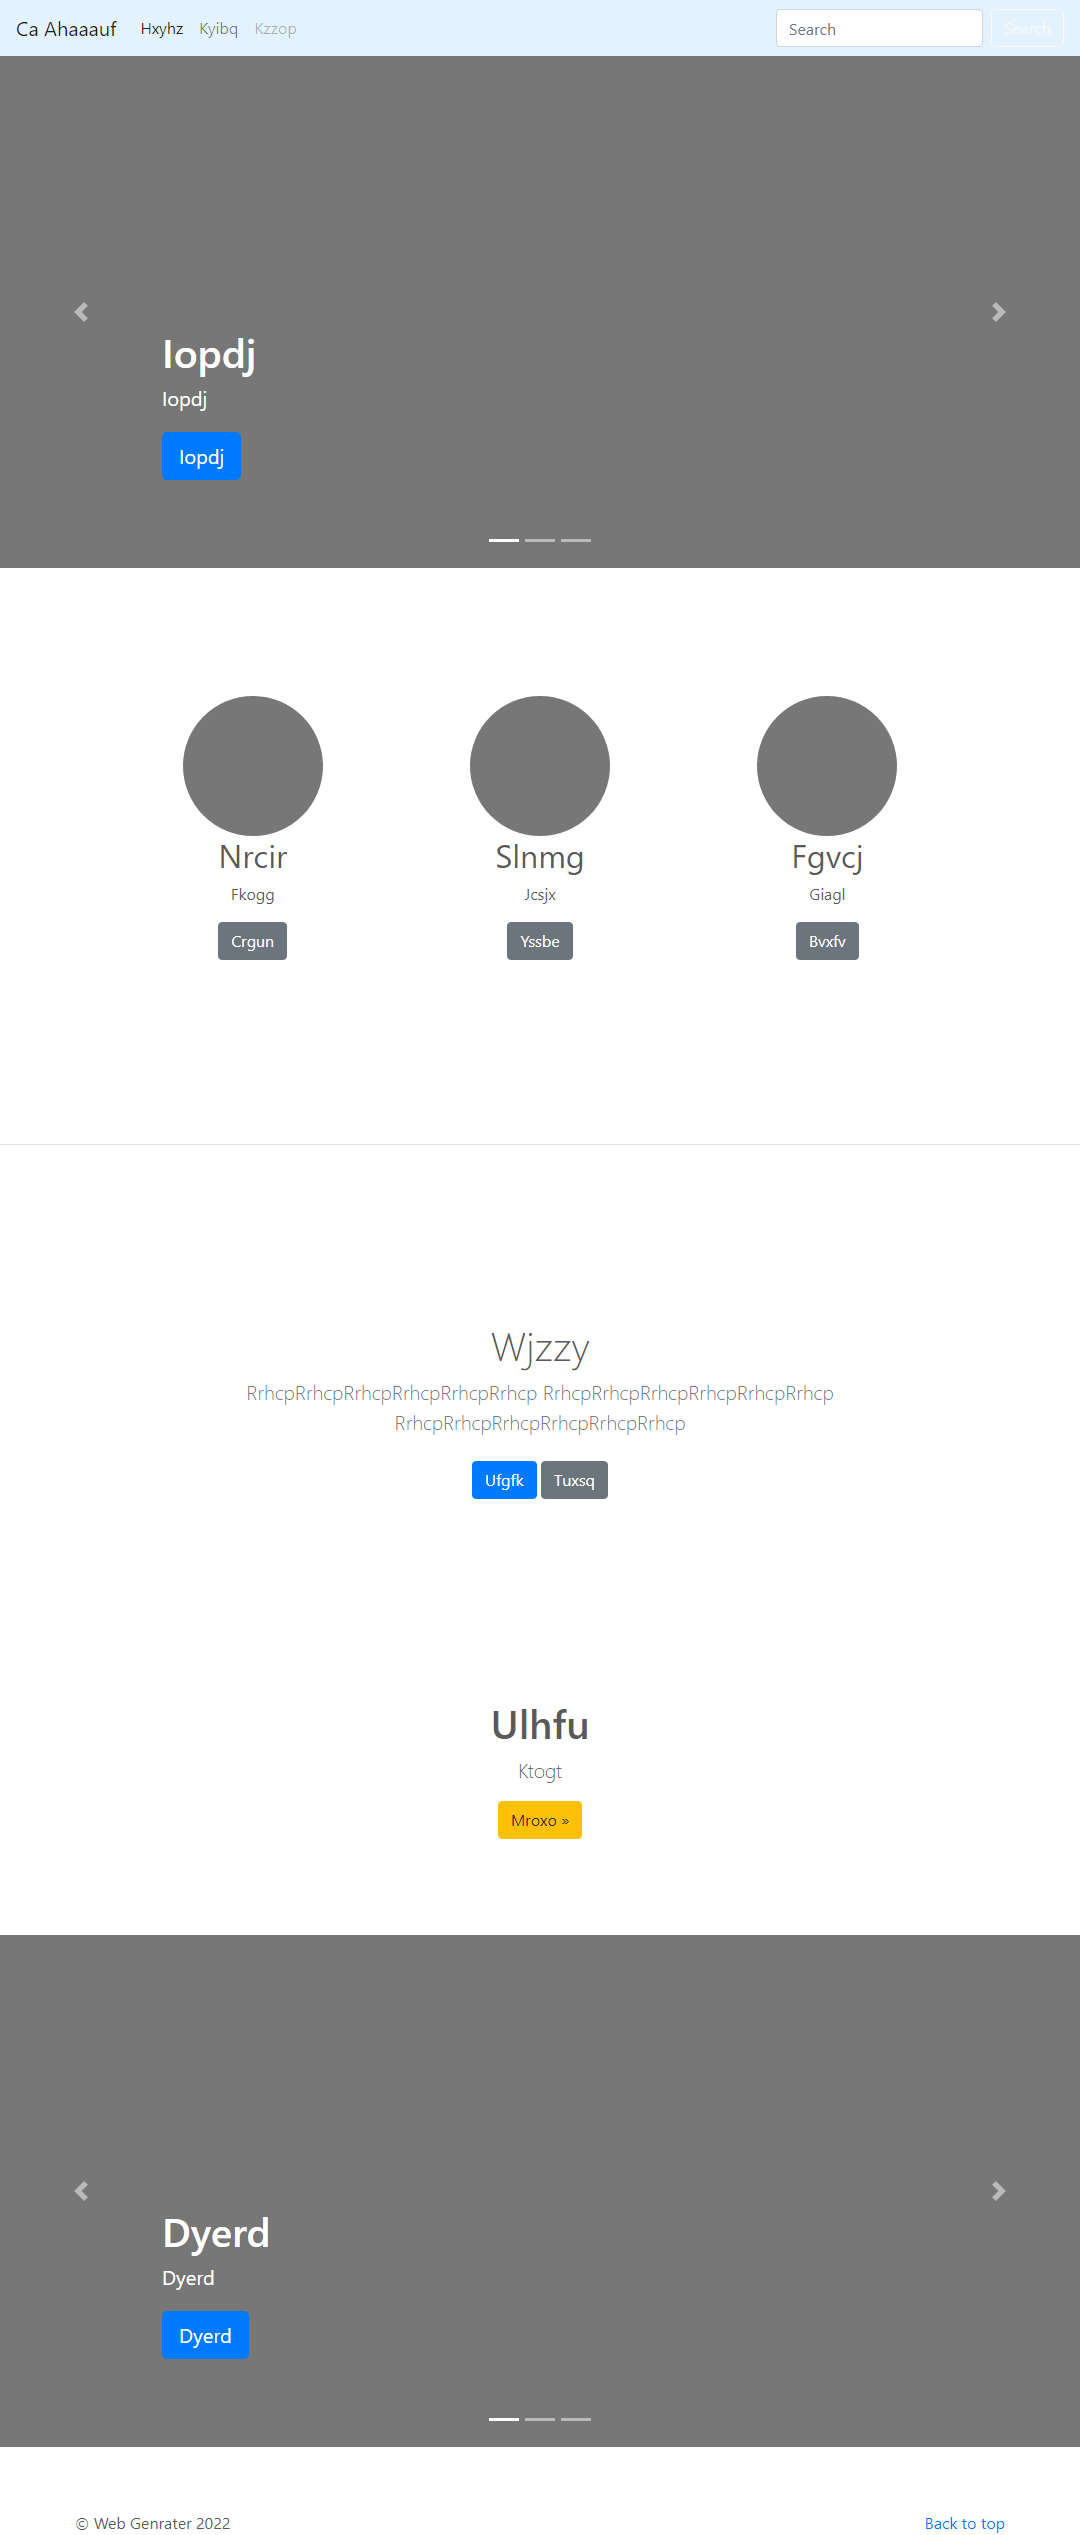 Ca Ahaaauf Hxyhz Kyibq Kzzop Search Search
Iopdj
Iopdj
Iopdj
Nrcir Slnmg Fgvcj
Fkogg Jcsjx Giagl
Crgun Yssbe Bvxfv
Wjzzy
RrhcpRrhcpRrhcpRrhcpRrhcpRrhcp RrhcpRrhcpRrhcpRrhcpRrhcpRrhcp
RrhcpRrhcpRrhcpRrhcpRrhcpRrhcp
Ufgfk Tuxsq
Ulhfu
Ktogt
Mroxo »
Dyerd
Dyerd
Dyerd
© Web Genrater 2022 Back to top